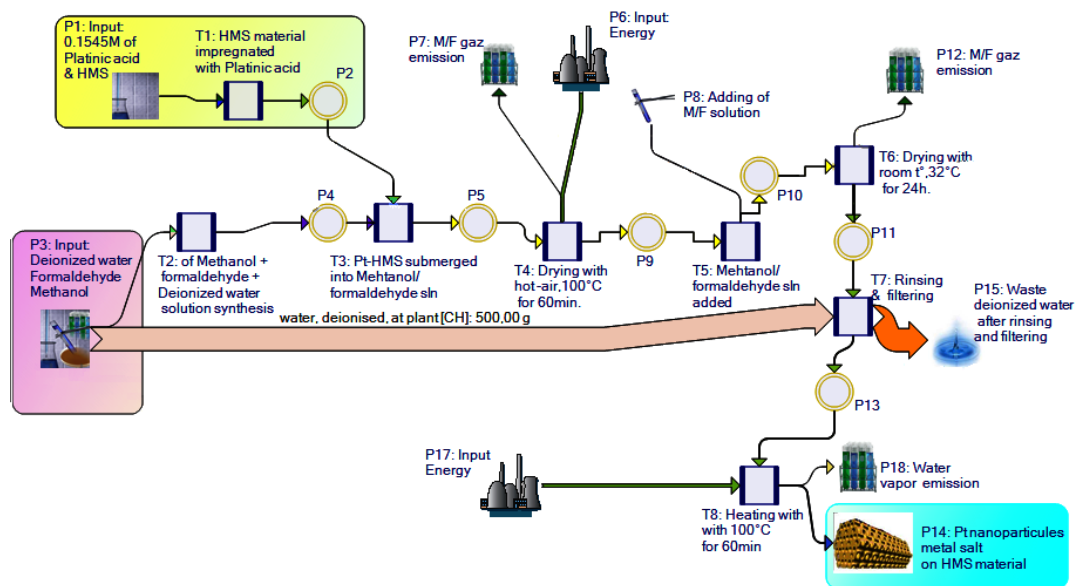 P1: Input:
0.1545M of
Platinic acid
& HMS
T1: HMS material
impregnated
with Platinic acid
P2
P7: M/F gaz
emission
P6: Input:
Energy
P8: Adding of
M/F solution
P12: M/F gaz
emission
T6: Drying with
room t°,32°C
for 24h.
P10
P3: Input:
Deionized water
Formaldehyde
Methanol
T2: of Methanol +
formaldehyde +
Deionized water
solution synthesis
P4
T3: Pt-HMS submerged
into Mehtanol/
formaldehyde sln
P5
T4: Drying with
hot-air,100°C
for 60min.
P9
T5: Mehtanol/
formaldehyde sln
added
P11
T7: Rinsing
& filtering
P15: Waste
deionized water
after rinsing
and filtering
water, deionised, at plant [CH]: 500,00 g
P13
P17: Input
Energy
T8: Heating with
with 100°C
for 60min
P18: Water
vapor emission
P14: Pt nanoparticules
metal salt
on HMS material